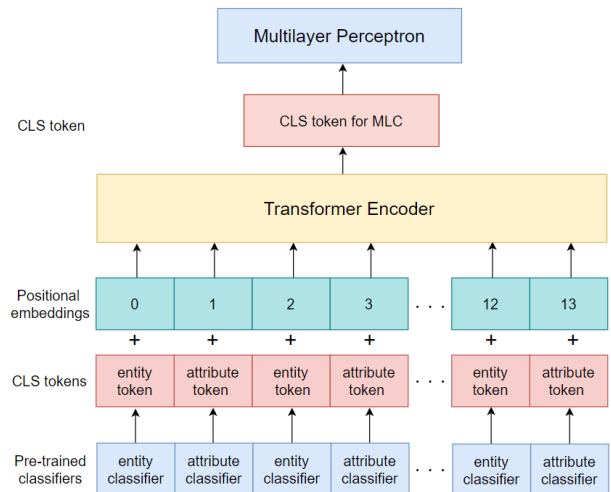 Multilayer Perceptron
CLS token
CLS token for MLC
Transformer Encoder
Positional
embeddings
0 1 2 3 . . . 12 13
+ + + + + +
CLS tokens
entity token attribute token entity token attribute token . . . entity token attribute token
Pre-trained
classifiers
entity classifier attribute classifier entity classifier attribute classifier . . . entity classifier attribute classifier